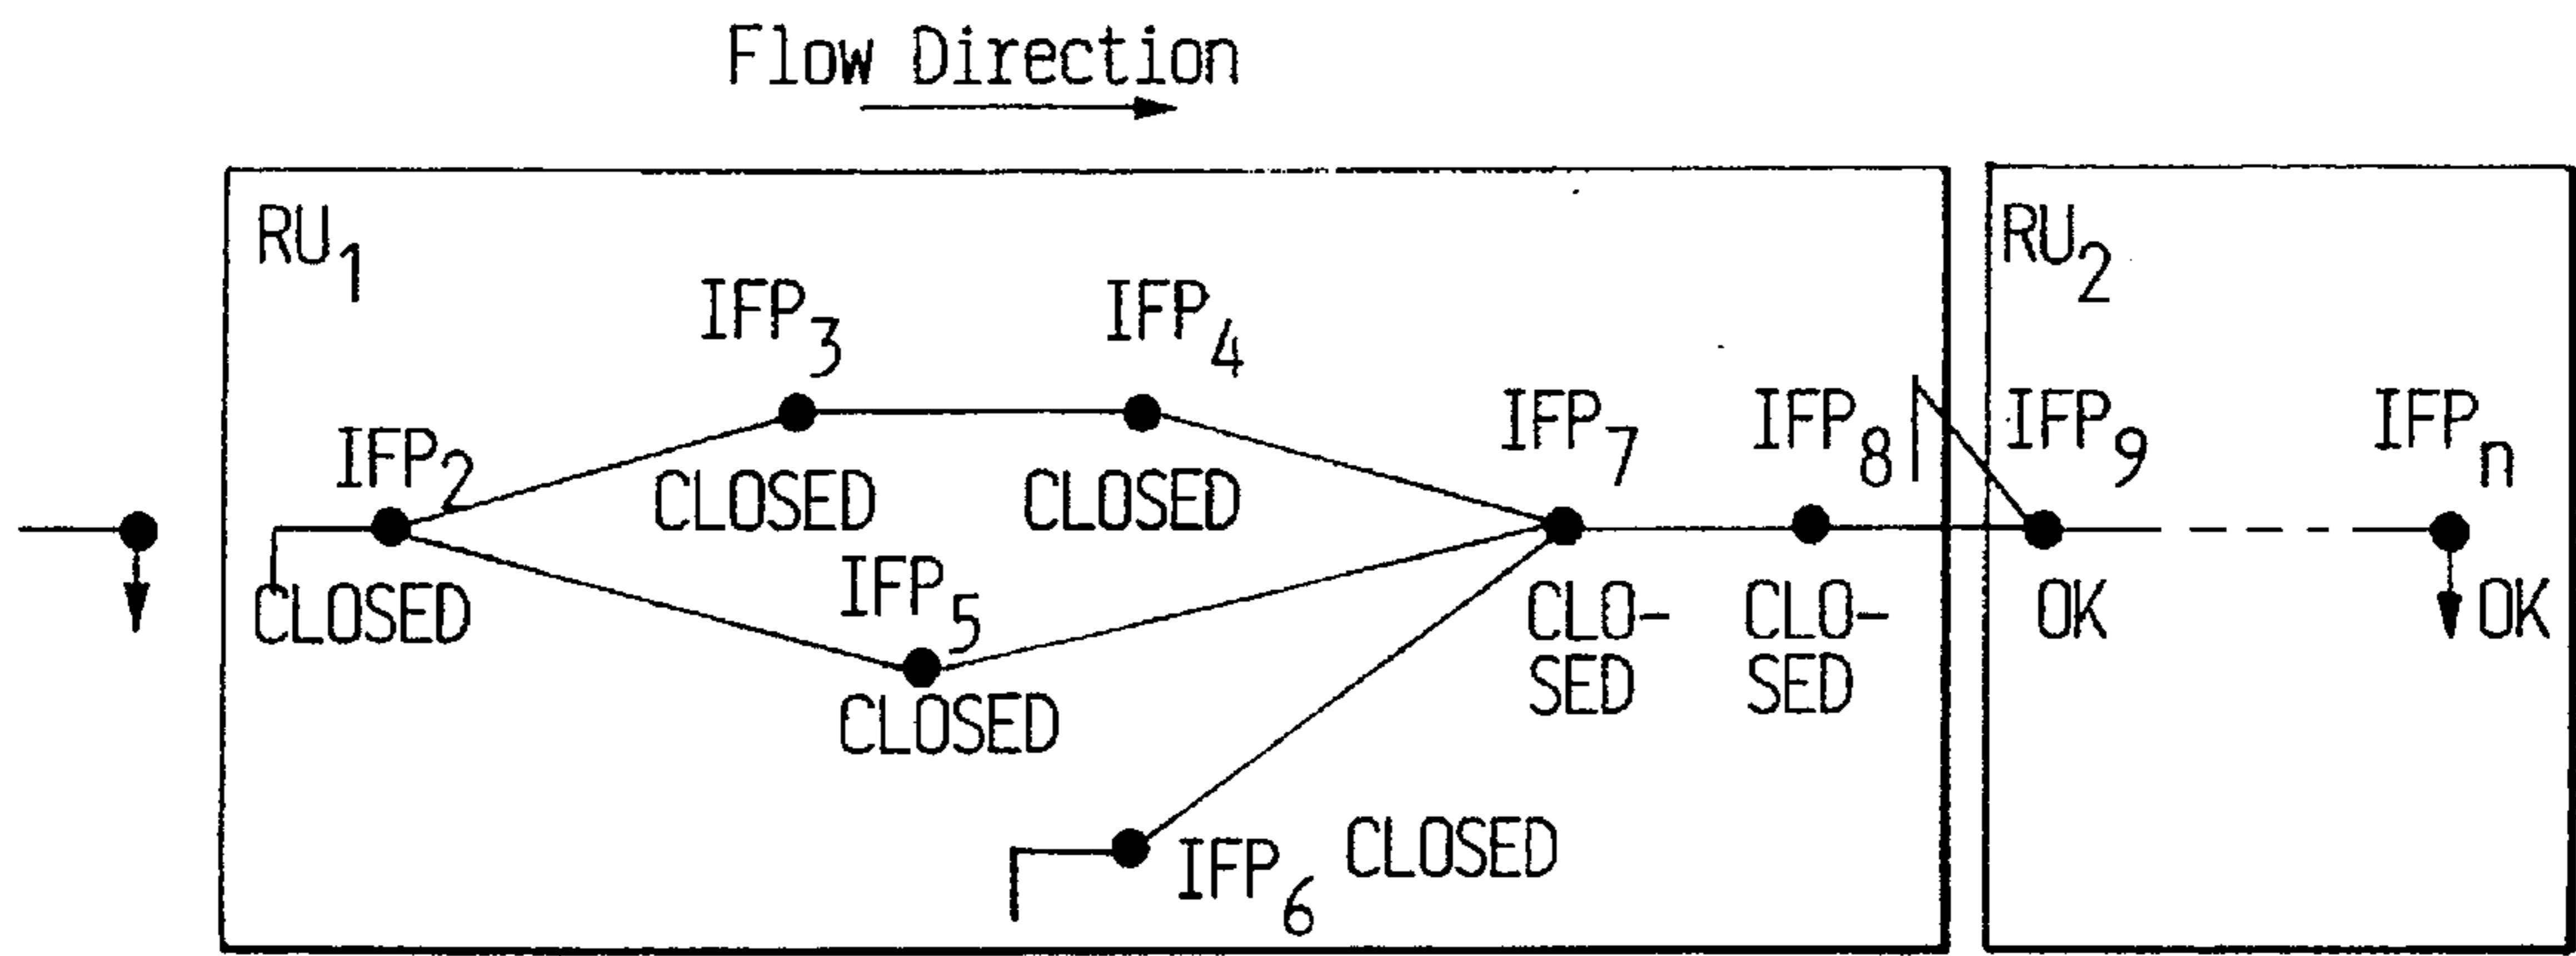 Flow Direction
RU1
RU2
IFP3
IFP4
IFP2
IFP7
IFP8
IFP9
IFPn
CLOSED
CLOSED
CLOSED
IFP5
CLO-
SED
CLO-
SED
OK
OK
CLOSED
IFP6
CLOSED